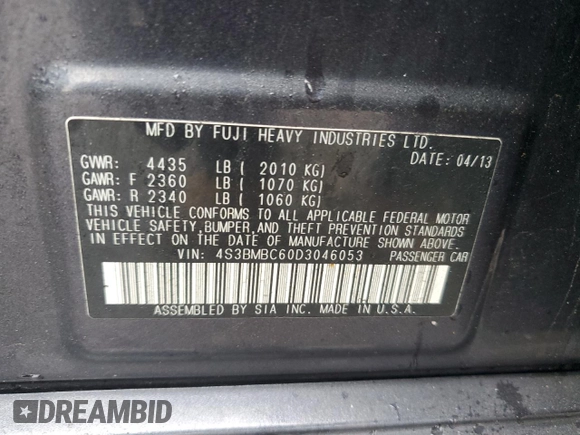 MFD BY FUJI HEAVY INDUSTRIES LTD.
DATE: 04/13
GVWR: 4435 LB ( 2010 KG)
GAWR: F 2360 LB ( 1070 KG)
GAWR: R 2340 LB ( 1060 KG)
THIS VEHICLE CONFORMS TO ALL APPLICABLE FEDERAL MOTOR
VEHICLE SAFETY, BUMPER, AND THEFT PREVENTION STANDARDS
IN EFFECT ON THE DATE OF MANUFACTURE SHOWN ABOVE.
VIN: 4S3BMBC60D3046053 PASSENGER CAR
ASSEMBLED BY SIA INC. MADE IN U.S.A.
DREAMBID